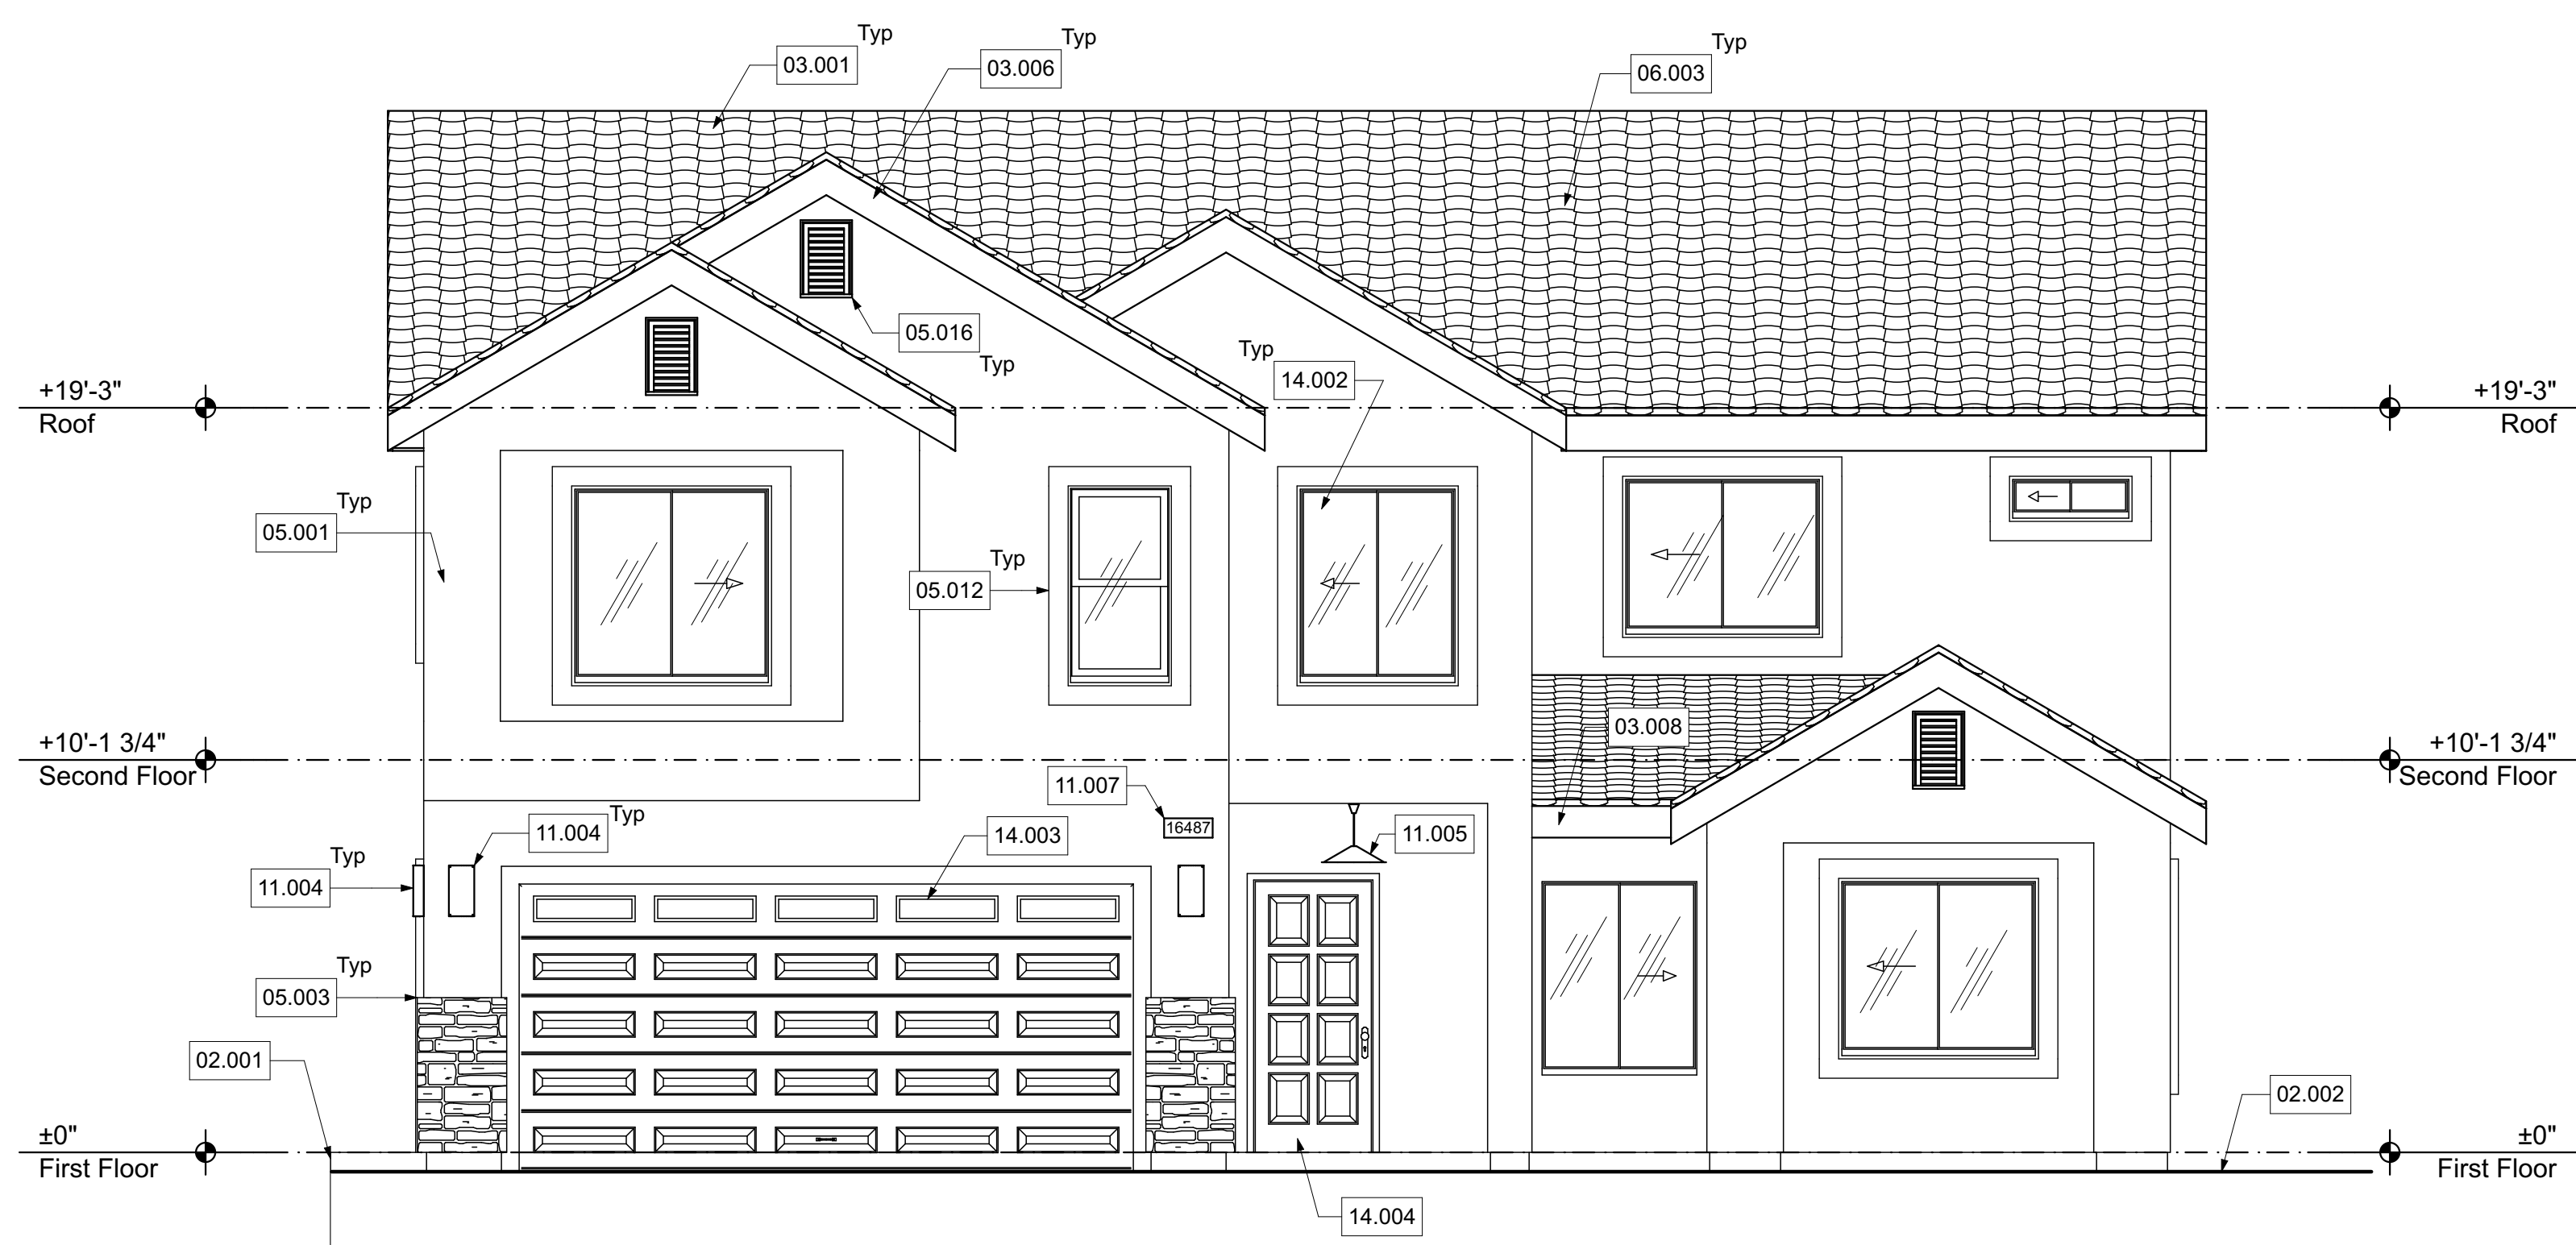 Typ
03.001
Typ
03.006
Typ
06.003
05.016
Typ
Typ
14.002
+19'-3"
Roof
+19'-3"
Roof
Typ
05.001
Typ
05.012
03.008
+10'-1 3/4"
Second Floor
+10'-1 3/4"
Second Floor
11.007
16487
Typ
11.004
14.003
11.005
Typ
11.004
Typ
05.003
02.001
02.002
±0"
First Floor
±0"
First Floor
14.004